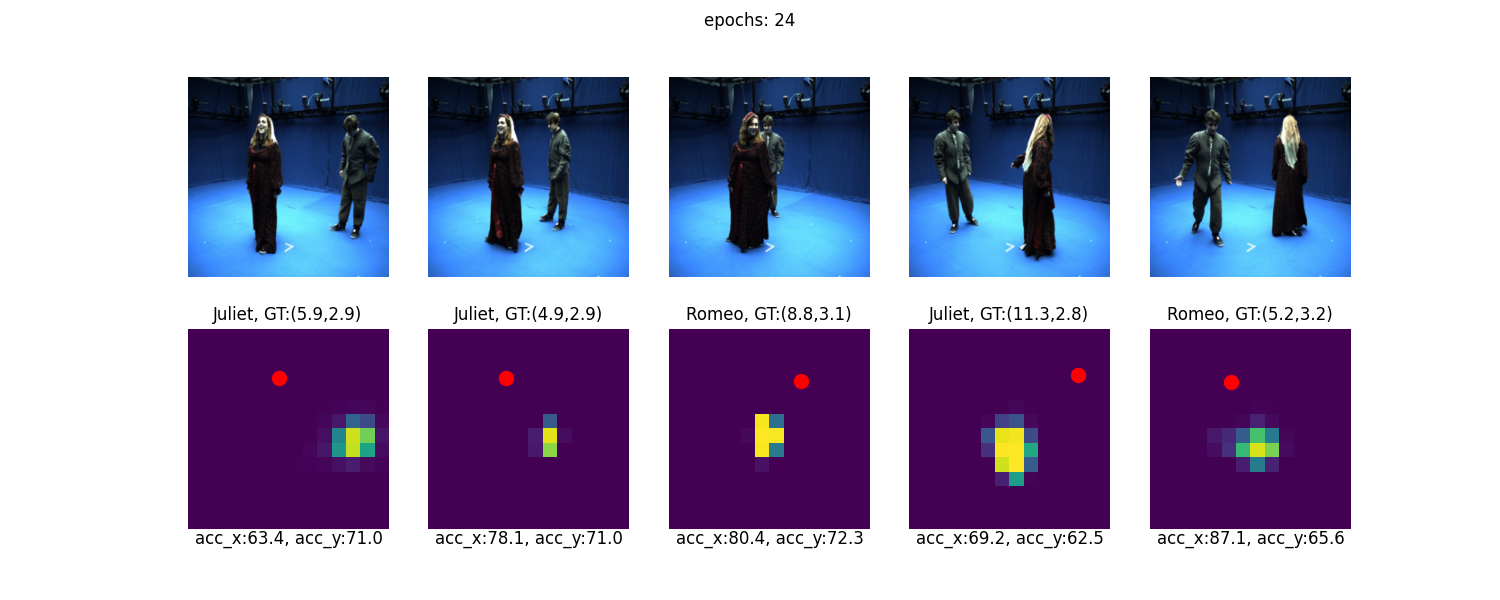 epochs: 24
Juliet, GT:(5.9,2.9)
Juliet, GT:(4.9,2.9)
Romeo, GT:(8.8,3.1)
Juliet, GT:(11.3,2.8)
Romeo, GT:(5.2,3.2)
acc_x:63.4, acc_y:71.0
acc_x:78.1, acc_y:71.0
acc_x:80.4, acc_y:72.3
acc_x:69.2, acc_y:62.5
acc_x:87.1, acc_y:65.6